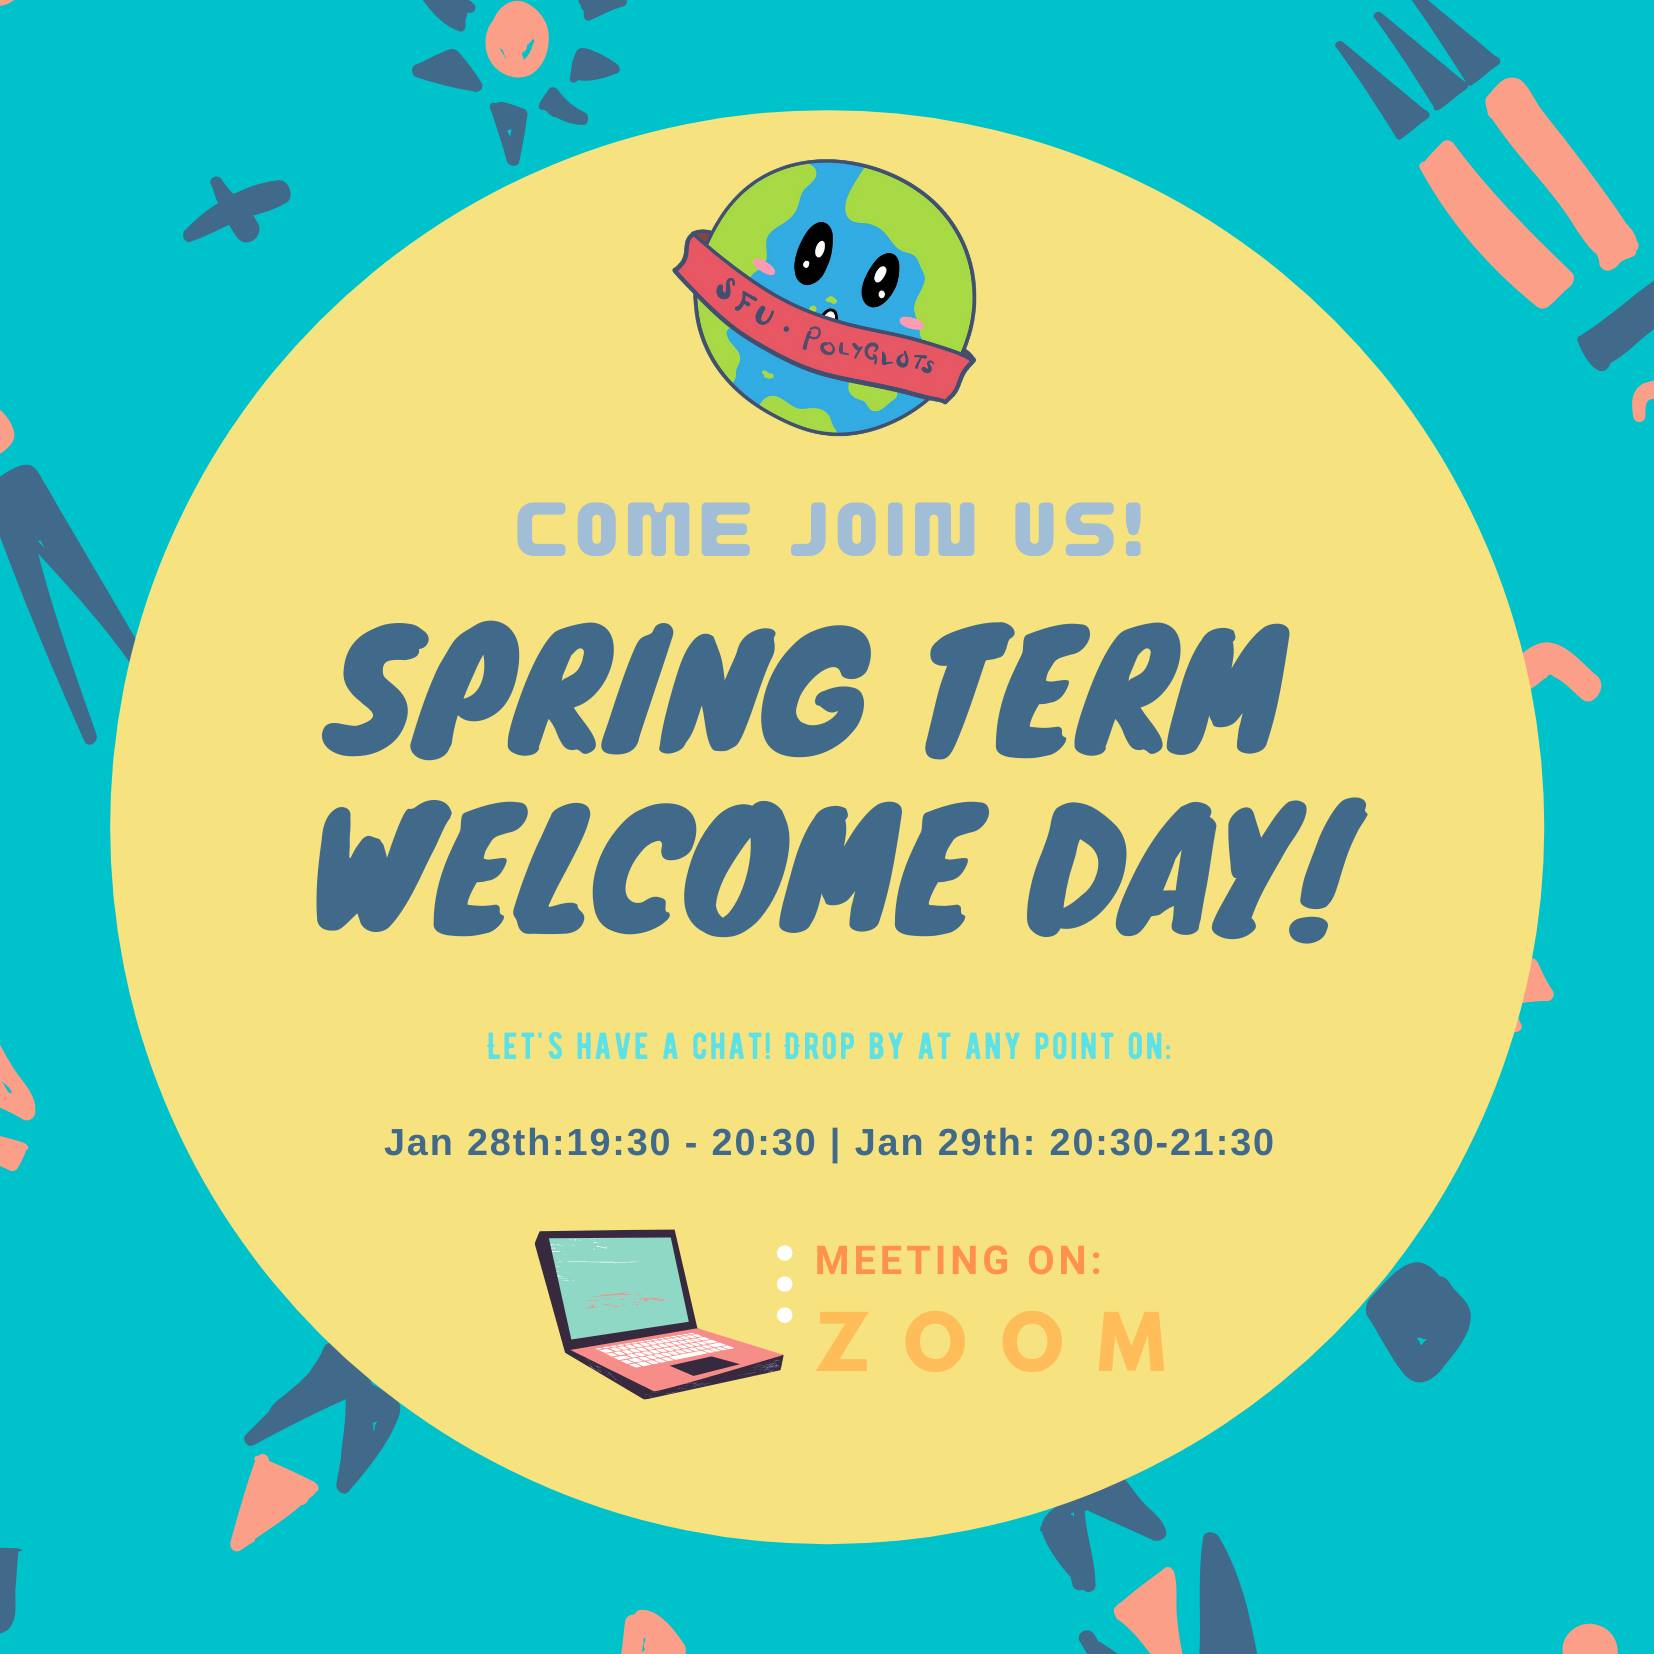 SFU · POLYGLOTS
COME JOIN US!
SPRING TERM
WELCOME DAY!
LET'S HAVE A CHAT! DROP BY AT ANY POINT ON:
Jan 28th:19:30 - 20:30 | Jan 29th: 20:30-21:30
MEETING ON:
ZOOM